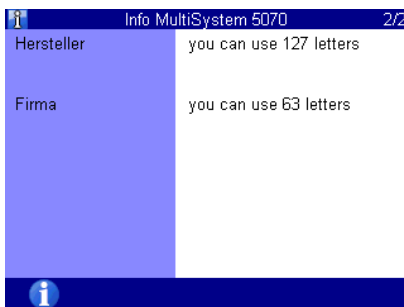 Info MultiSystem 5070 2/2
Hersteller you can use 127 letters
Firma you can use 63 letters